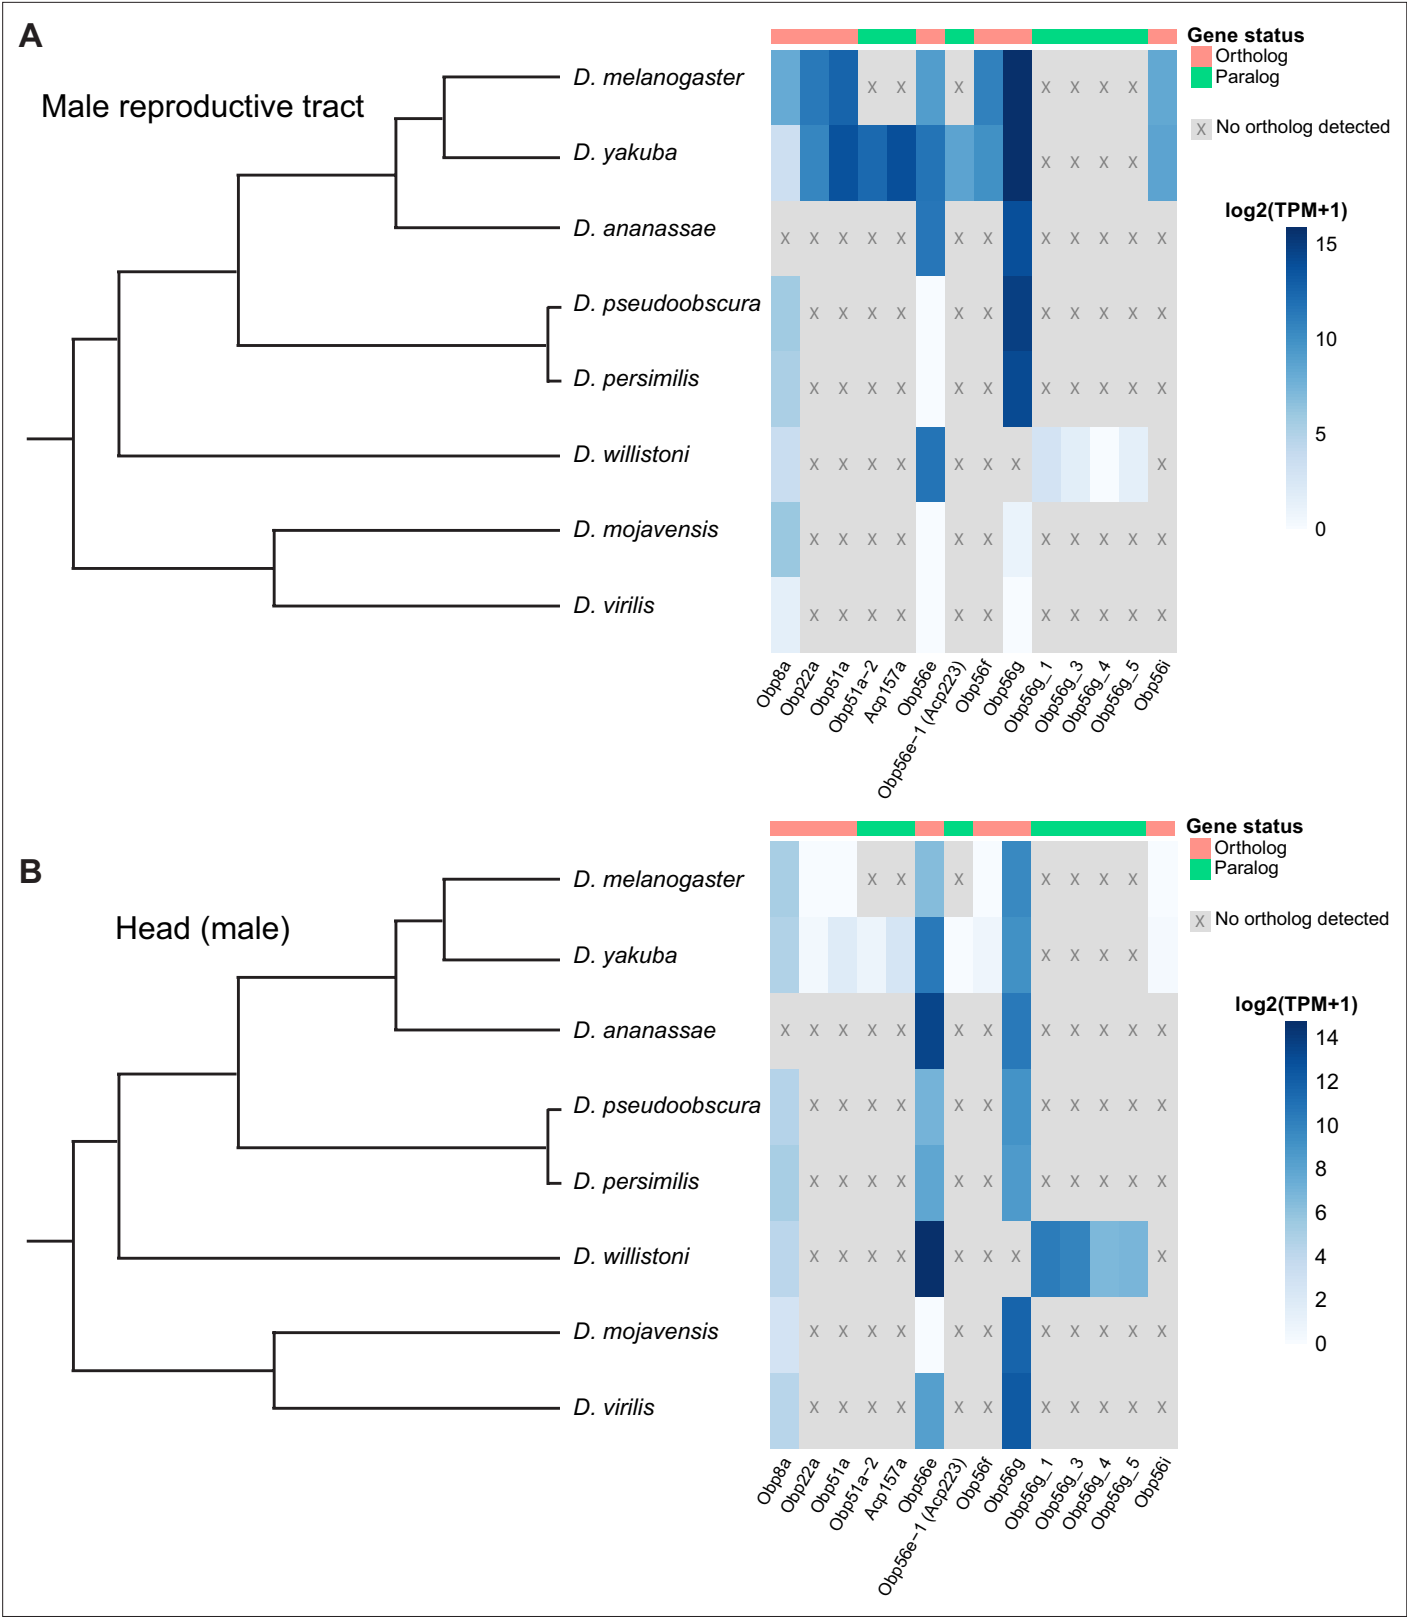 A
Male reproductive tract
D. melanogaster
D. yakuba
D. ananassae
D. pseudoobscura
D. persimilis
D. willistoni
D. mojavensis
D. virilis
X X X X X X X
X X X X
X X X X X X X X X X X X
X X X X X X X X X X X
X X X X X X X X X X X
X X X X X X X X
X X X X X X X X X X X
X X X X X X X X X X X
Obp8a
Obp22a
Obp51a
Obp51a−2
Acp157a
Obp56e
Obp56e−1 (Acp223)
Obp56f
Obp56g
Obp56g_1
Obp56g_3
Obp56g_4
Obp56g_5
Obp56i
Gene status
Ortholog
Paralog
X No ortholog detected
log2(TPM+1)
15
10
5
0
B
Head (male)
D. melanogaster
D. yakuba
D. ananassae
D. pseudoobscura
D. persimilis
D. willistoni
D. mojavensis
D. virilis
X X X X X X X
X X X X
X X X X X X X X X X X X
X X X X X X X X X X X
X X X X X X X X X X X
X X X X X X X X
X X X X X X X X X X X
X X X X X X X X X X X
Obp8a
Obp22a
Obp51a
Obp51a−2
Acp157a
Obp56e
Obp56e−1 (Acp223)
Obp56f
Obp56g
Obp56g_1
Obp56g_3
Obp56g_4
Obp56g_5
Obp56i
Gene status
Ortholog
Paralog
X No ortholog detected
log2(TPM+1)
14
12
10
8
6
4
2
0